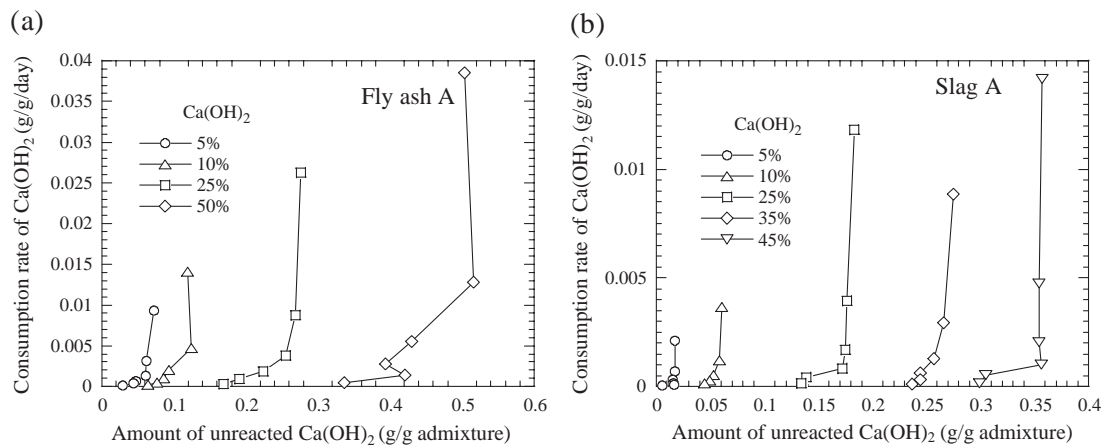 (a)
Consumption rate of Ca(OH)2 (g/g/day)
0.04
0.035
0.03
0.025
0.02
0.015
0.01
0.005
0
Fly ash A
Ca(OH)2
5%
10%
25%
50%
0 0.1 0.2 0.3 0.4 0.5 0.6
Amount of unreacted Ca(OH)2 (g/g admixture)
(b)
Consumption rate of Ca(OH)2 (g/g/day)
0.015
0.01
0.005
0
Slag A
Ca(OH)2
5%
10%
25%
35%
45%
0 0.05 0.1 0.15 0.2 0.25 0.3 0.35 0.4
Amount of unreacted Ca(OH)2 (g/g admixture)